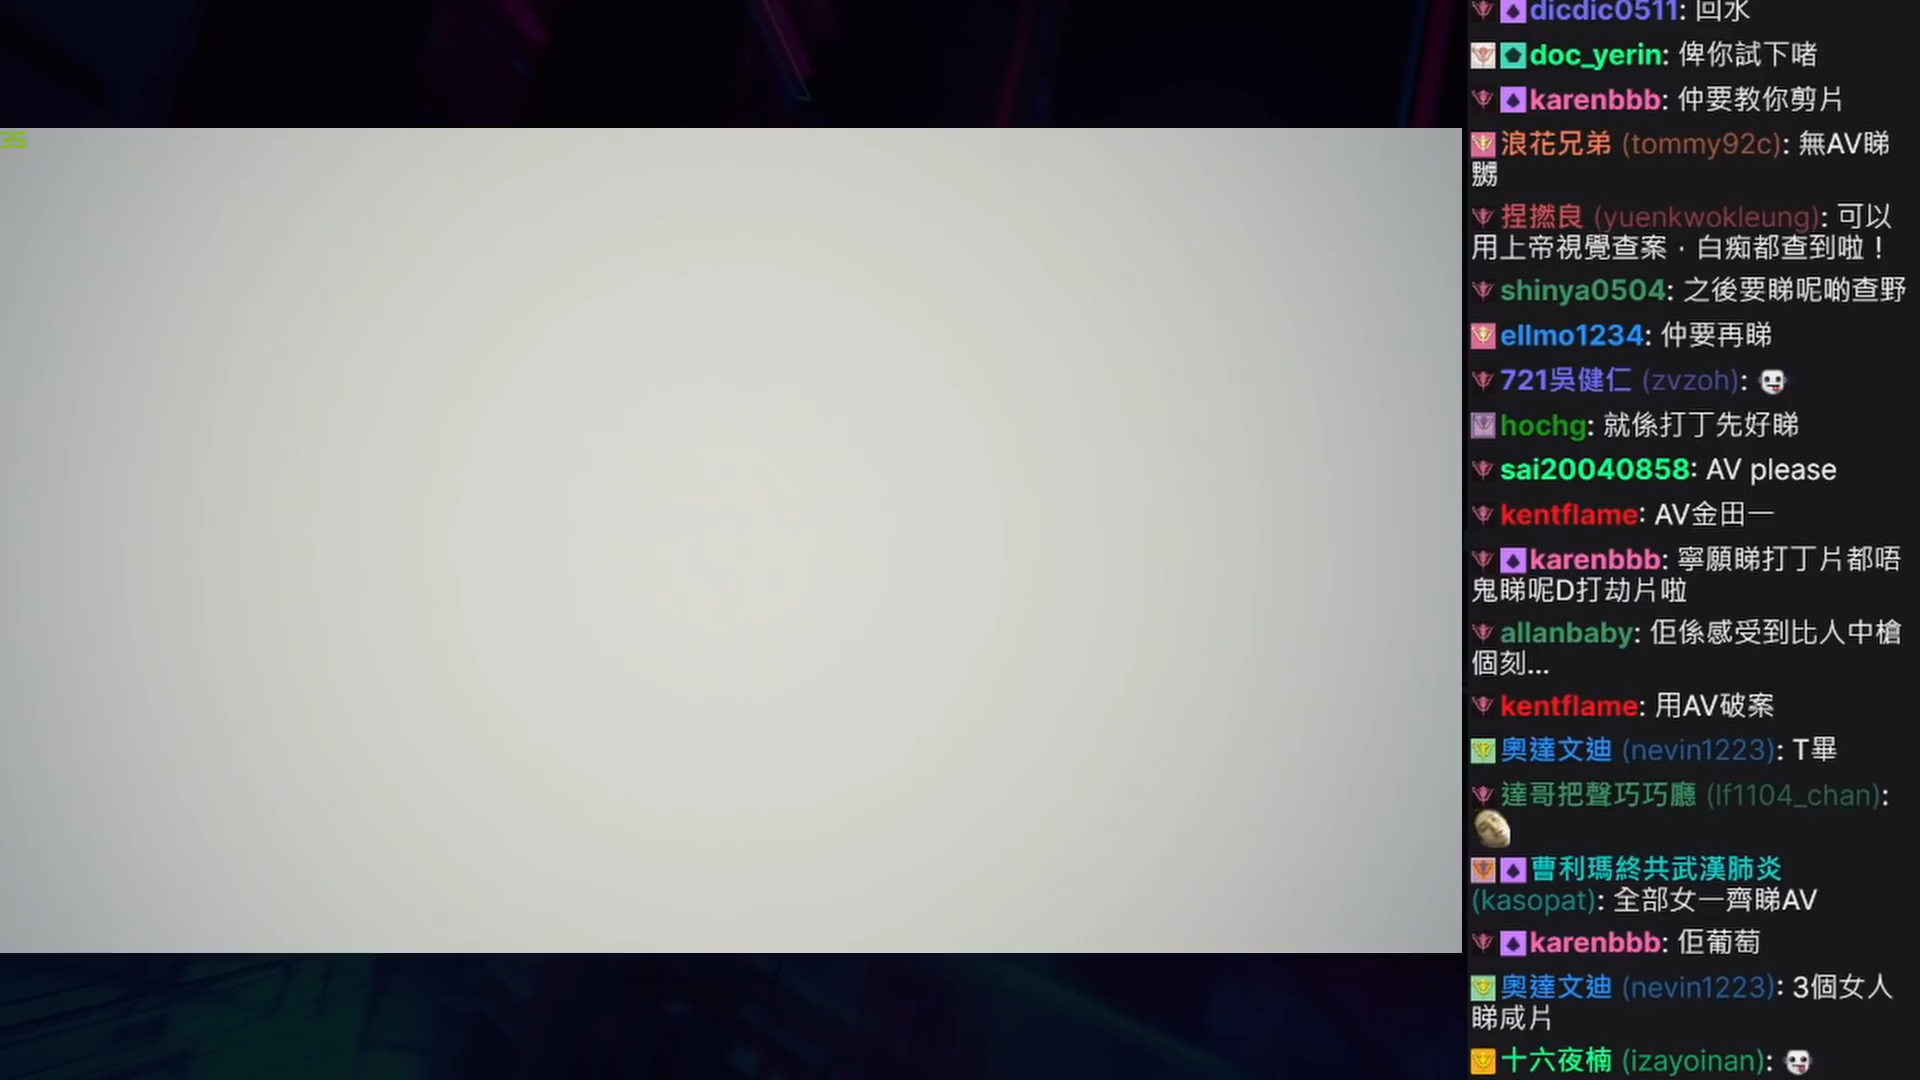 35
dicdic0511: 回水
doc_yerin: 俾你試下啫
karenbbb: 仲要教你剪片
浪花兄弟 (tommy92c): 無AV睇
嬲
捏撚良 (yuenkwokleung): 可以
用上帝視覺查案，白痴都查到啦！
shinya0504: 之後要睇呢啲查野
ellmo1234: 仲要再睇
721吳健仁 (zvzoh):
hochg: 就係打丁先好睇
sai20040858: AV please
kentflame: AV金田一
karenbbb: 寧願睇打丁片都唔
鬼睇呢D打劫片啦
allanbaby: 佢係感受到比人中槍
個刻...
kentflame: 用AV破案
奧達文迪 (nevin1223): T畢
達哥把聲巧巧廳 (lf1104_chan):
曹利瑪終共武漢肺炎
(kasopat): 全部女一齊睇AV
karenbbb: 佢葡萄
奧達文迪 (nevin1223): 3個女人
睇咸片
十六夜楠 (izayoinan):